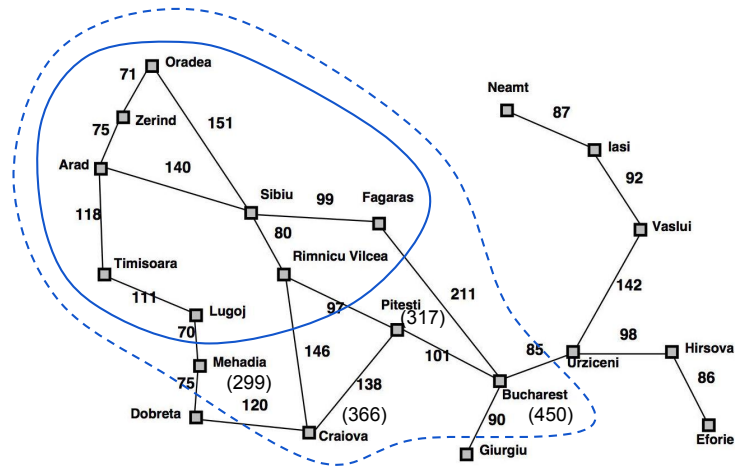 Oradea
71
Neamt
87
Zerind
151
75
Iasi
Arad
140
92
Sibiu
99
Fagaras
118
80
Vaslui
Timisoara
Rimnicu Vilcea
111
211
142
Lugoj
97
Pitesti
(317)
70
146
101
85
98
Hirsova
Urziceni
Mehadia
(299)
75
138
86
Bucharest
(450)
Dobreta
120
(366)
90
Craiova
Eforie
Giurgiu